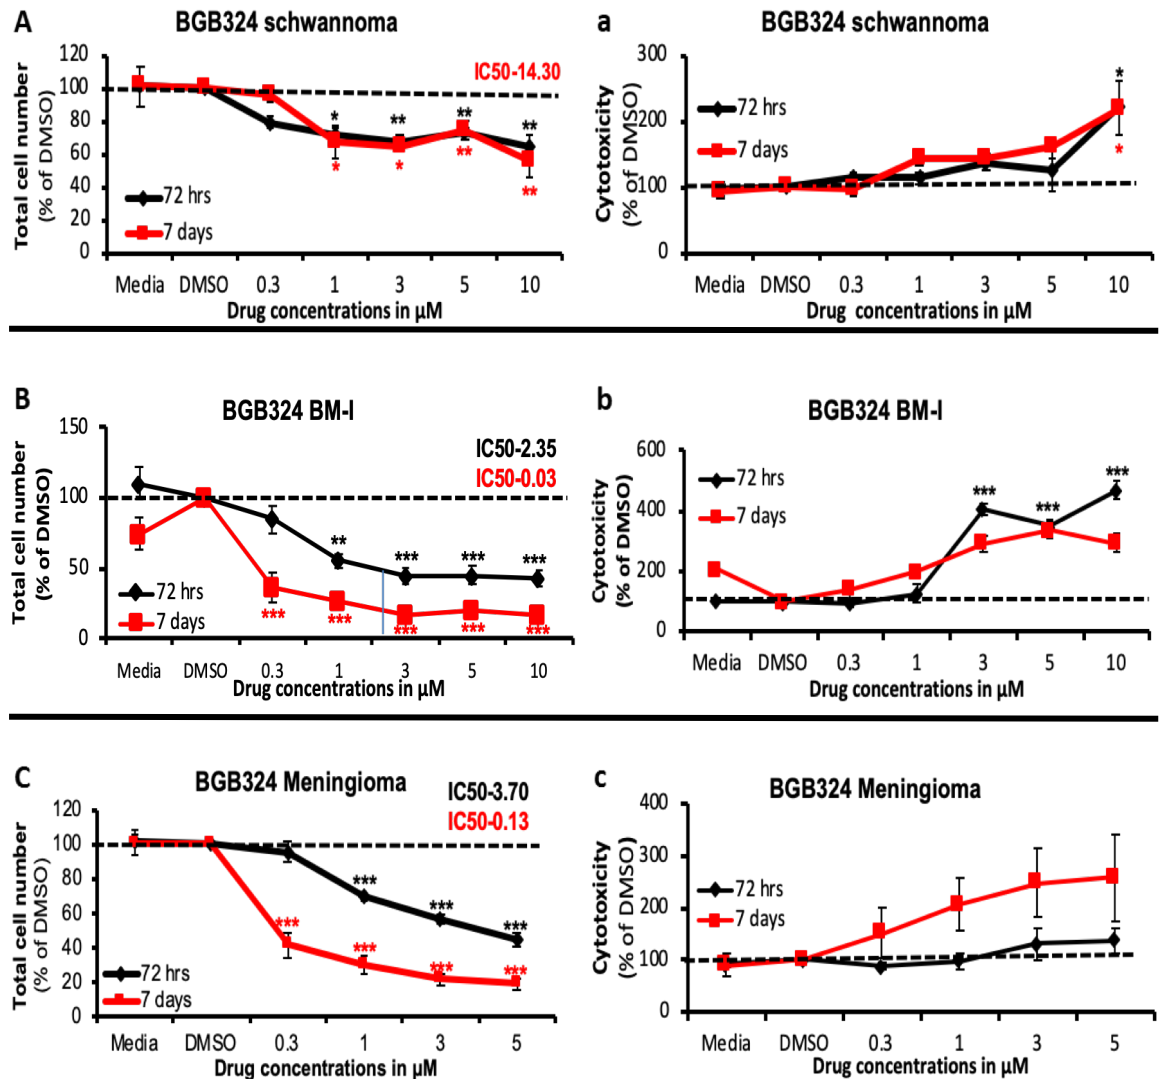 A
BGB324 schwannoma
IC50-14.30
Total cell number
(% of DMSO)
120
100
80
60
40
20
0
*
**
**
**
*
*
**
**
72 hrs
7 days
Media DMSO 0.3 1 3 5 10
Drug concentrations in µM
a
BGB324 schwannoma
Cytotoxicity
(% of DMSO)
300
200
100
0
72 hrs
7 days
*
*
Media DMSO 0.3 1 3 5 10
Drug concentrations in µM
B
BGB324 BM-I
IC50-2.35
IC50-0.03
Total cell number
(% of DMSO)
150
100
50
0
** *** *** ***
72 hrs
7 days
*** *** *** *** ***
Media DMSO 0.3 1 3 5 10
Drug concentrations in µM
b
BGB324 BM-I
Cytotoxicity
(% of DMSO)
600
400
200
0
72 hrs
7 days
*** *** ***
Media DMSO 0.3 1 3 5 10
Drug concentrations in µM
C
BGB324 Meningioma
IC50-3.70
IC50-0.13
Total cell number
(% of DMSO)
120
100
80
60
40
20
0
*** *** ***
*** *** *** ***
72 hrs
7 days
Media DMSO 0.3 1 3 5
Drug concentrations in µM
c
BGB324 Meningioma
Cytotoxicity
(% of DMSO)
400
300
200
100
0
72 hrs
7 days
Media DMSO 0.3 1 3 5
Drug concentrations in µM